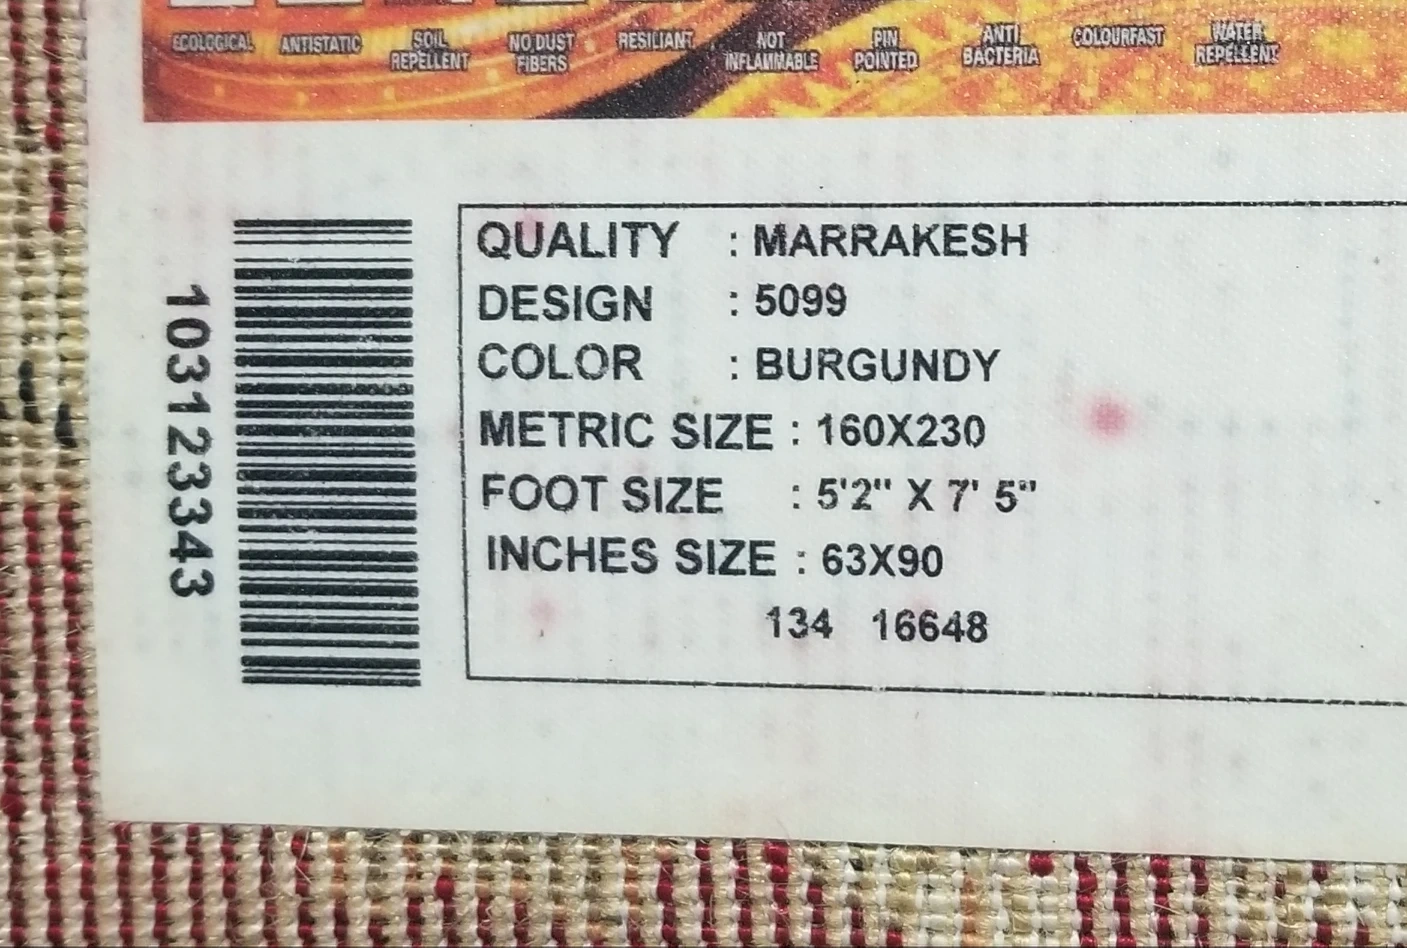 ECOLOGICAL ANTISTATIC SOIL REPELLENT NO DUST FIBERS RESILIANT NOT INFLAMMABLE PIN POINTED ANTI BACTERIA COLOURFAST WATER REPELLENT
103123343
QUALITY : MARRAKESH
DESIGN : 5099
COLOR : BURGUNDY
METRIC SIZE : 160X230
FOOT SIZE : 5'2" X 7' 5"
INCHES SIZE : 63X90
134 16648